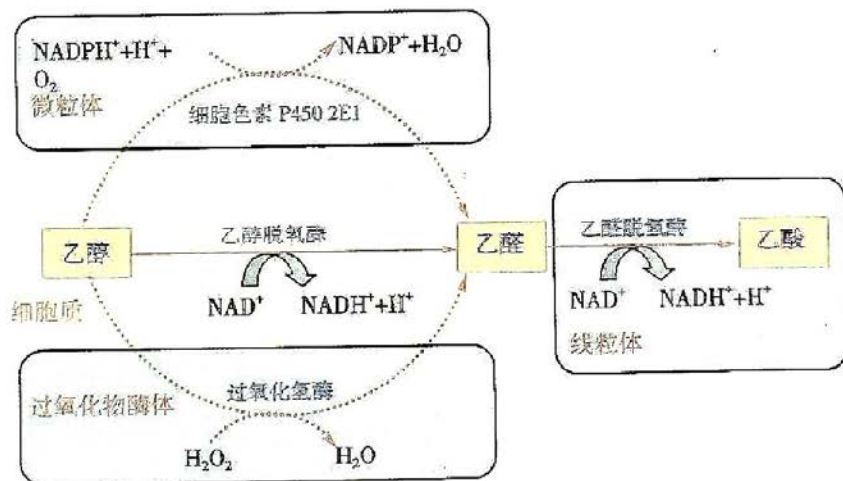 NADPH⁺+H⁺+
O₂
NADP⁺+H₂O
微粒体
细胞色素 P450 2E1
乙醇
乙醇脱氢酶
NAD⁺
NADH⁺+H⁺
乙醛
乙醛脱氢酶
NAD⁺
NADH⁺+H⁺
乙酸
细胞质
线粒体
过氧化物酶体
过氧化氢酶
H₂O₂
H₂O